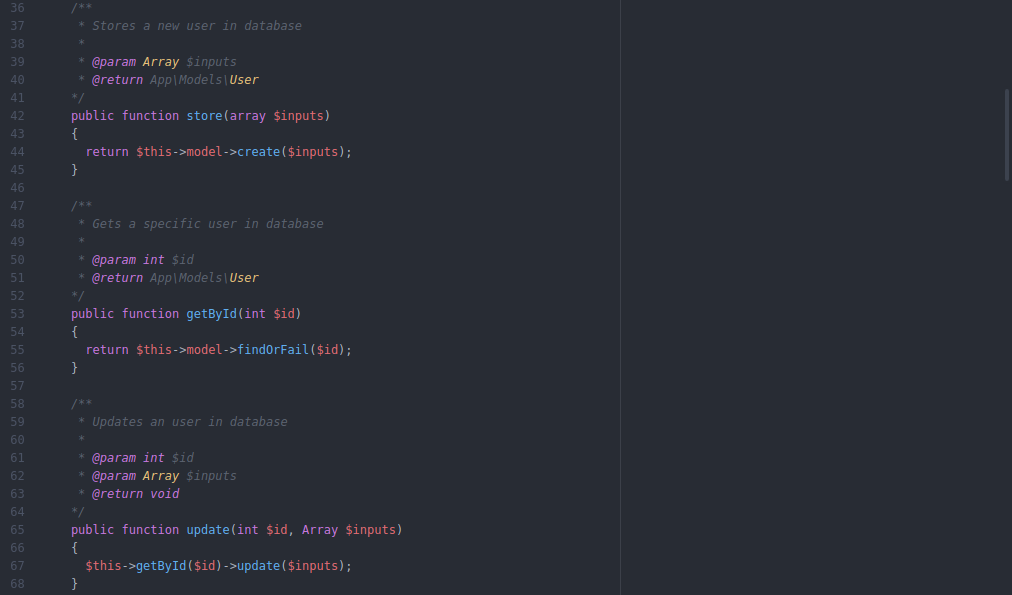 36 /**
37 * Stores a new user in database
38 *
39 * @param Array $inputs
40 * @return App\Models\User
41 */
42 public function store(array $inputs)
43 {
44 return $this->model->create($inputs);
45 }
46
47 /**
48 * Gets a specific user in database
49 *
50 * @param int $id
51 * @return App\Models\User
52 */
53 public function getById(int $id)
54 {
55 return $this->model->findOrFail($id);
56 }
57
58 /**
59 * Updates an user in database
60 *
61 * @param int $id
62 * @param Array $inputs
63 * @return void
64 */
65 public function update(int $id, Array $inputs)
66 {
67 $this->getById($id)->update($inputs);
68 }